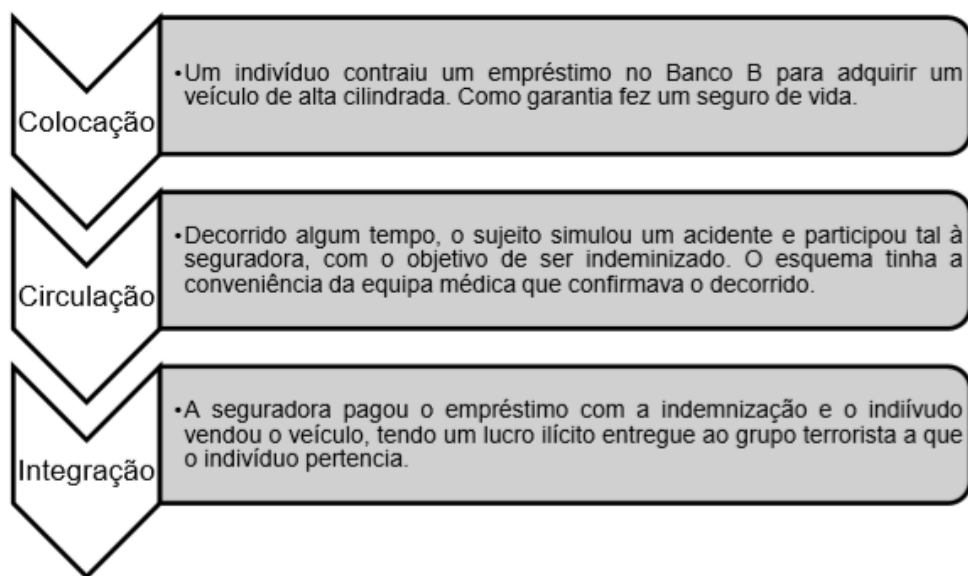 Colocação
•Um indivíduo contraiu um empréstimo no Banco B para adquirir um
veículo de alta cilindrada. Como garantia fez um seguro de vida.
Circulação
•Decorrido algum tempo, o sujeito simulou um acidente e participou tal à
seguradora, com o objetivo de ser indeminizado. O esquema tinha a
conveniência da equipa médica que confirmava o decorrido.
Integração
•A seguradora pagou o empréstimo com a indemnização e o indiívudo
vendou o veículo, tendo um lucro ilícito entregue ao grupo terrorista a que
o indivíduo pertencia.